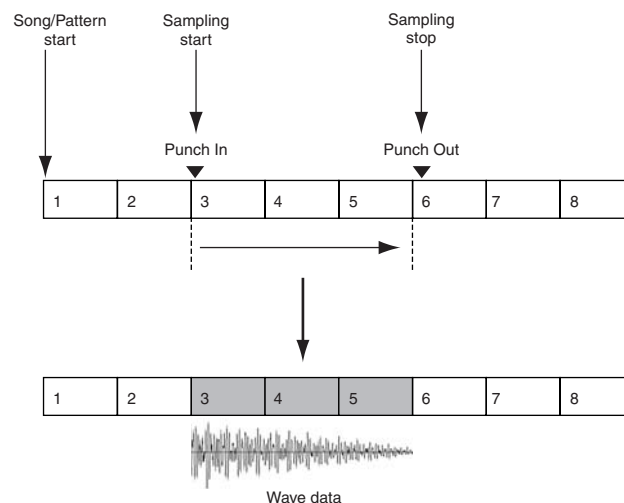 Song/Pattern
start
Sampling
start
Sampling
stop
Punch In
Punch Out
1 2 3 4 5 6 7 8
1 2 3 4 5 6 7 8
Wave data